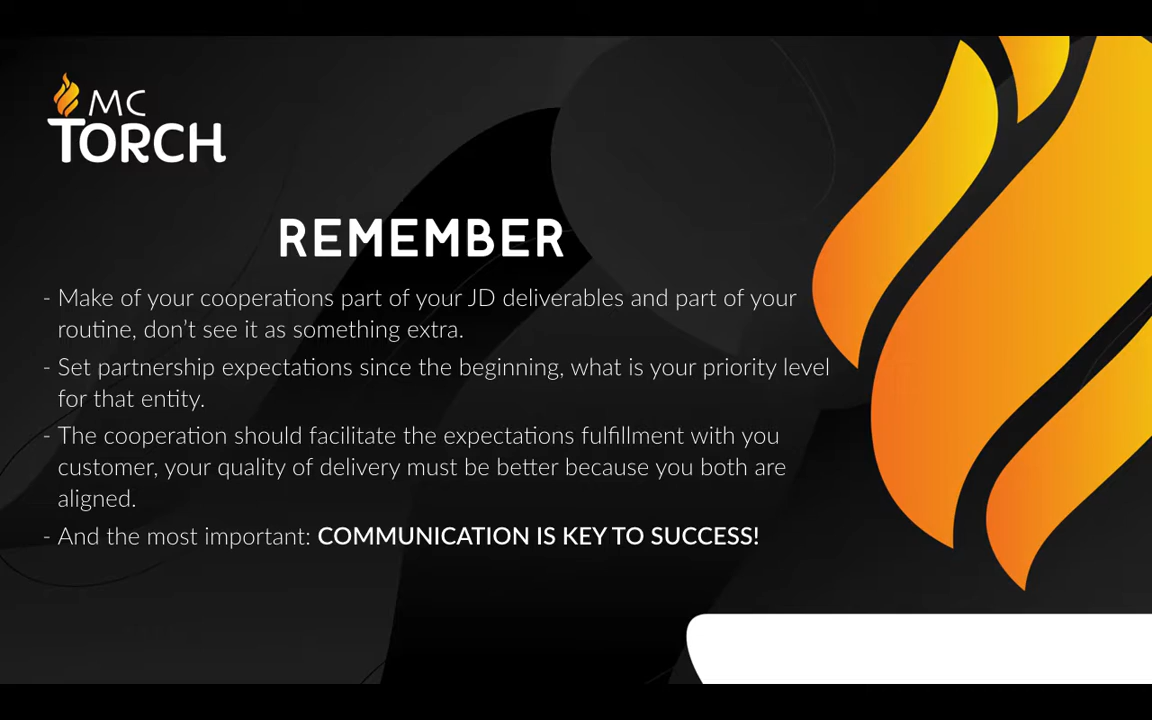 MC
TORCH
REMEMBER
- Make of your cooperations part of your JD deliverables and part of your
routine, don’t see it as something extra.
- Set partnership expectations since the beginning, what is your priority level
for that entity.
- The cooperation should facilitate the expectations fulfillment with you
customer, your quality of delivery must be better because you both are
aligned.
- And the most important: COMMUNICATION IS KEY TO SUCCESS!